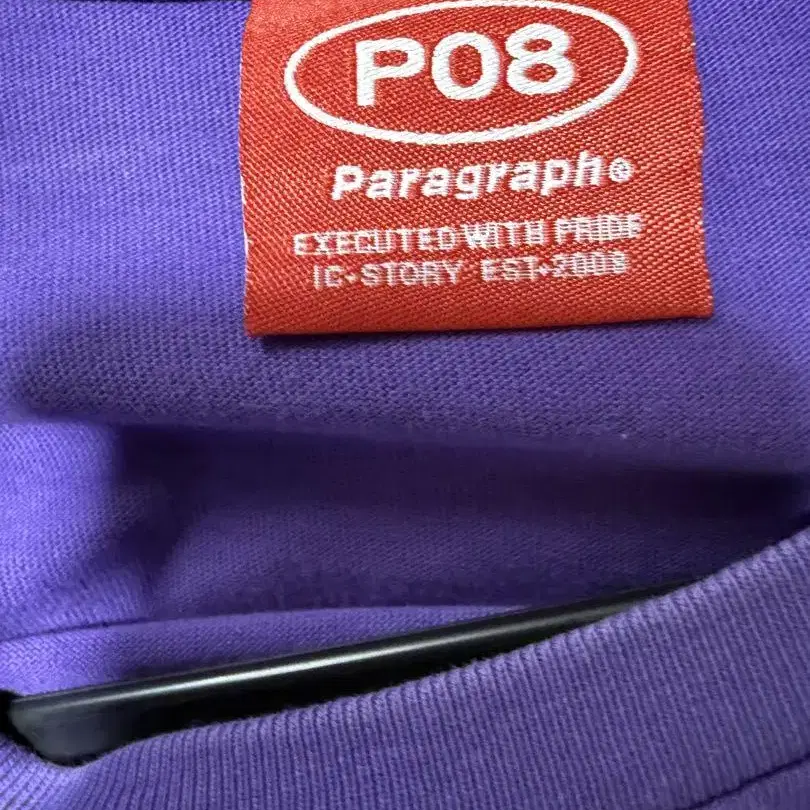 P08
Paragraph®
EXECUTED WITH PRIDE
IC-STORY EST+2008